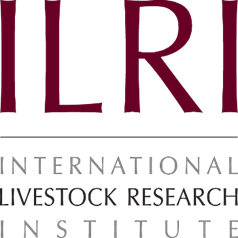 ILRI
INTERNATIONAL
LIVESTOCK RESEARCH
INSTITUTE